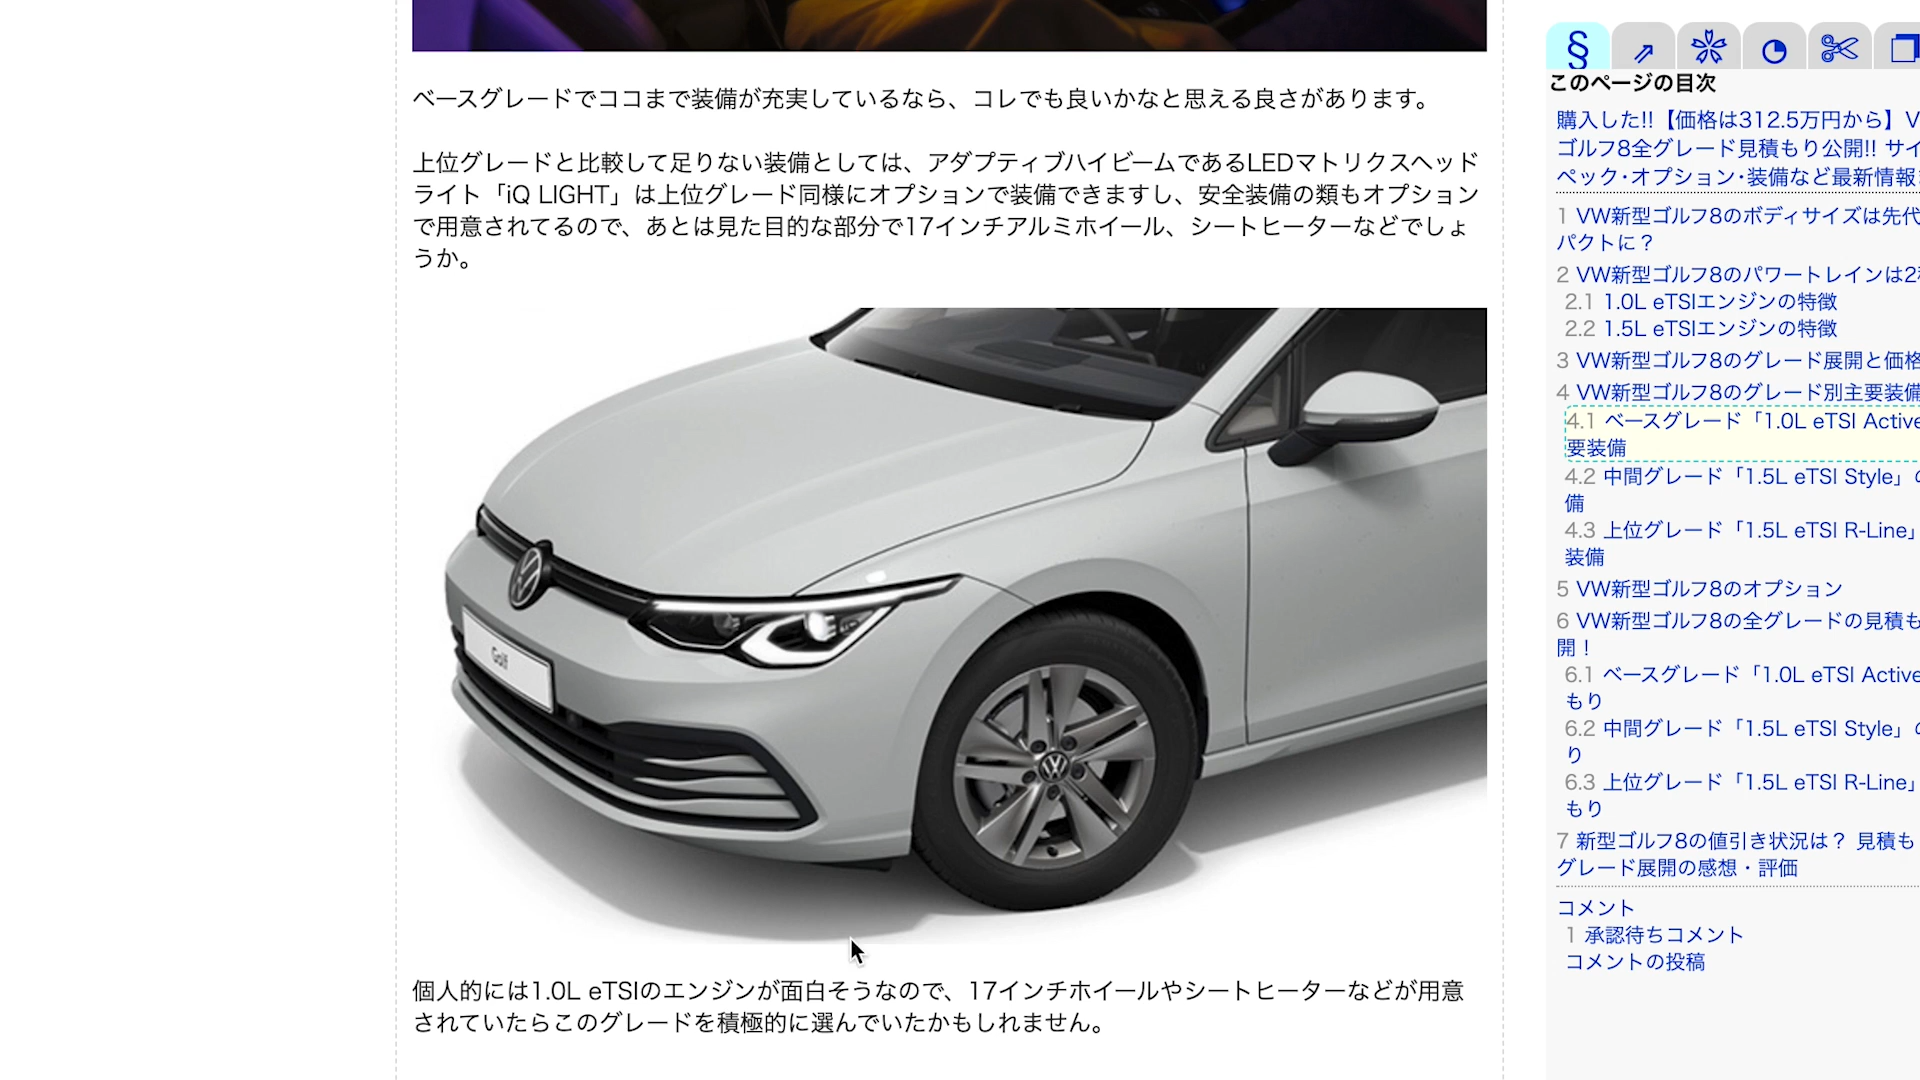 ベースグレードでココまで装備が充実しているなら、コレでも良いかなと思える良さがあります。
上位グレードと比較して足りない装備としては、アダプティブハイビームであるLEDマトリクスヘッド
ライト「iQ LIGHT」は上位グレード同様にオプションで装備できますし、安全装備の類もオプション
で用意されてるので、あとは見た目的な部分で17インチアルミホイール、シートヒーターなどでしょ
うか。
Golf
個人的には1.0L eTSIのエンジンが面白そうなので、17インチホイールやシートヒーターなどが用意
されていたらこのグレードを積極的に選んでいたかもしれません。
§
このページの目次
購入した!!【価格は312.5万円から】V
ゴルフ8全グレード見積もり公開!! サイ
ペック･オプション･装備など最新情報
1 VW新型ゴルフ8のボディサイズは先代
パクトに？
2 VW新型ゴルフ8のパワートレインは2
2.1 1.0L eTSIエンジンの特徴
2.2 1.5L eTSIエンジンの特徴
3 VW新型ゴルフ8のグレード展開と価格
4 VW新型ゴルフ8のグレード別主要装備
4.1 ベースグレード「1.0L eTSI Active
要装備
4.2 中間グレード「1.5L eTSI Style」の
備
4.3 上位グレード「1.5L eTSI R-Line」
装備
5 VW新型ゴルフ8のオプション
6 VW新型ゴルフ8の全グレードの見積も
開！
6.1 ベースグレード「1.0L eTSI Active
もり
6.2 中間グレード「1.5L eTSI Style」の
り
6.3 上位グレード「1.5L eTSI R-Line」
もり
7 新型ゴルフ8の値引き状況は？ 見積も
グレード展開の感想・評価
コメント
1 承認待ちコメント
コメントの投稿